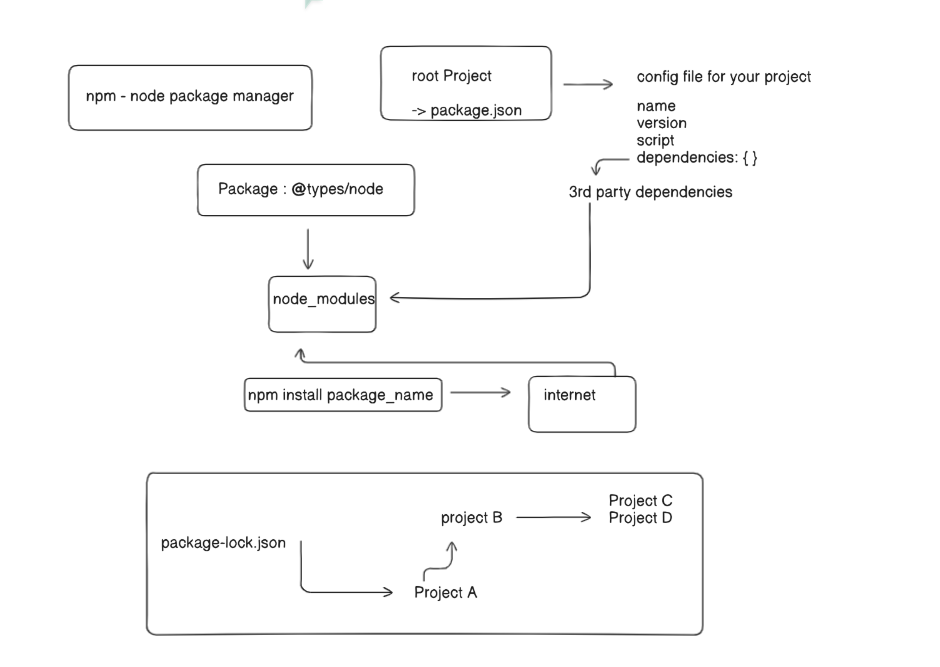 npm - node package manager
root Project
-> package.json
config file for your project
name
version
script
dependencies: { }
3rd party dependencies
Package : @types/node
node_modules
npm install package_name
internet
package-lock.json
Project A
project B
Project C
Project D